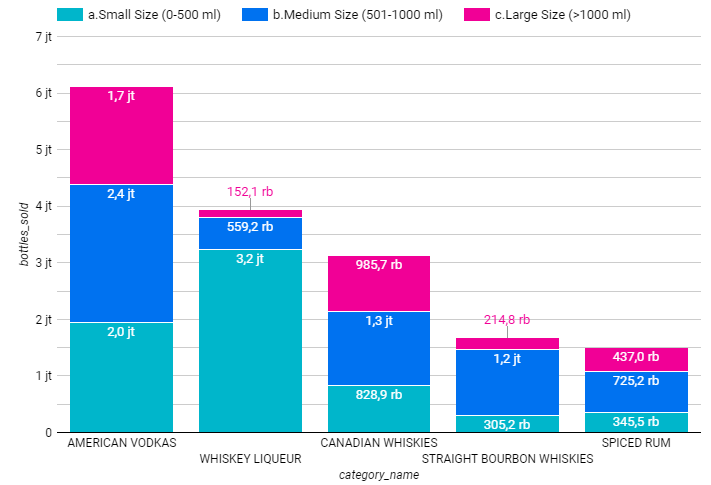 a.Small Size (0-500 ml) b.Medium Size (501-1000 ml) c.Large Size (>1000 ml)
7 jt
6 jt
5 jt
4 jt
3 jt
2 jt
1 jt
0
bottles_sold
1,7 jt
2,4 jt
2,0 jt
152,1 rb
559,2 rb
3,2 jt
985,7 rb
1,3 jt
828,9 rb
214,8 rb
1,2 jt
305,2 rb
437,0 rb
725,2 rb
345,5 rb
AMERICAN VODKAS
WHISKEY LIQUEUR
CANADIAN WHISKIES
STRAIGHT BOURBON WHISKIES
SPICED RUM
category_name